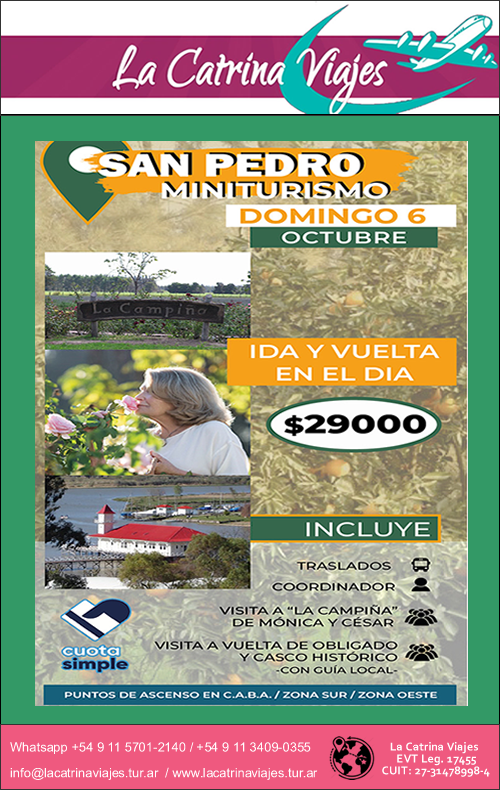 La Catrina Viajes
SAN PEDRO
MINITURISMO
DOMINGO 6
OCTUBRE
La Campiña
IDA Y VUELTA
EN EL DIA
$29000
INCLUYE
TRASLADOS
COORDINADOR
VISITA A “LA CAMPIÑA”
DE MÓNICA Y CÉSAR
VISITA A VUELTA DE OBLIGADO
Y CASCO HISTÓRICO
-CON GUÍA LOCAL-
cuota
simple
PUNTOS DE ASCENSO EN C.A.B.A. / ZONA SUR / ZONA OESTE
Whatsapp +54 9 11 5701-2140 / +54 9 11 3409-0355
info@lacatrinaviajes.tur.ar / www.lacatrinaviajes.tur.ar
La Catrina Viajes
EVT Leg. 17455
CUIT: 27-31478998-4